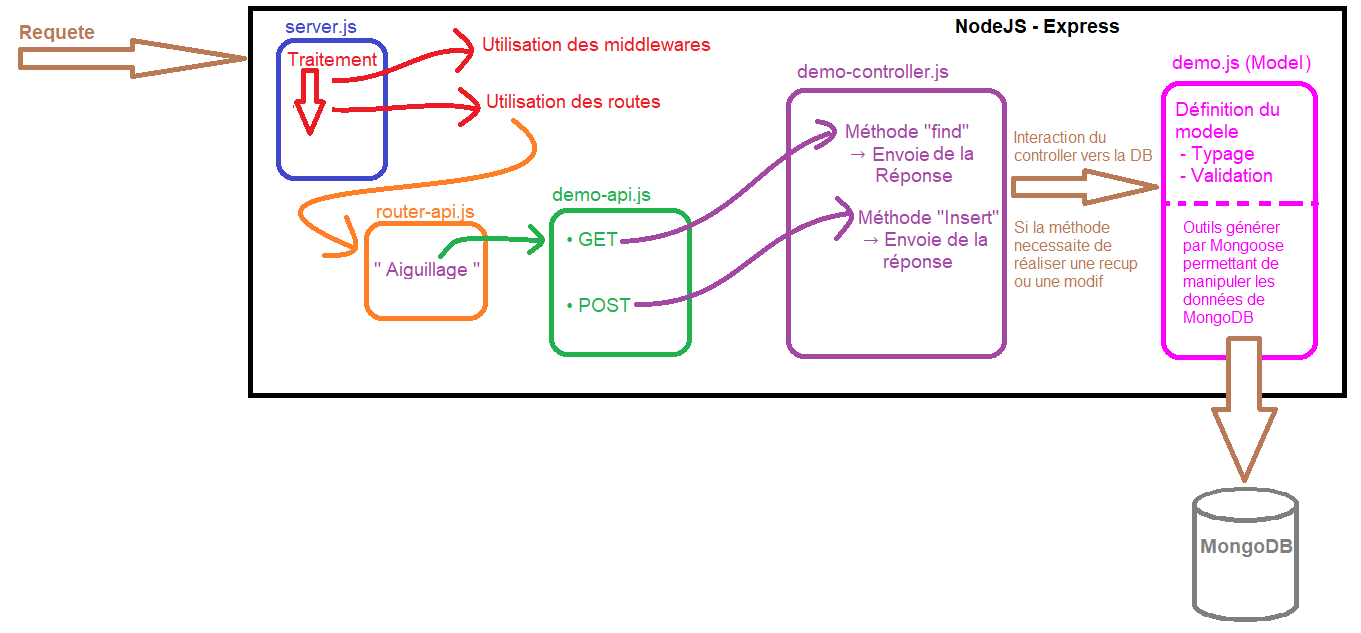 Requete
NodeJS - Express
server.js
Traitement
Utilisation des middlewares
Utilisation des routes
router-api.js
" Aiguillage "
demo-api.js
• GET
• POST
demo-controller.js
Méthode "find"
→ Envoie de la
Réponse
Méthode "Insert"
→ Envoie de la
réponse
Interaction du
controller vers la DB
Si la méthode
necessaite de
réaliser une recup
ou une modif
demo.js (Model)
Définition du
modele
- Typage
- Validation
Outils générer
par Mongoose
permettant de
manipuler les
données de
MongoDB
MongoDB